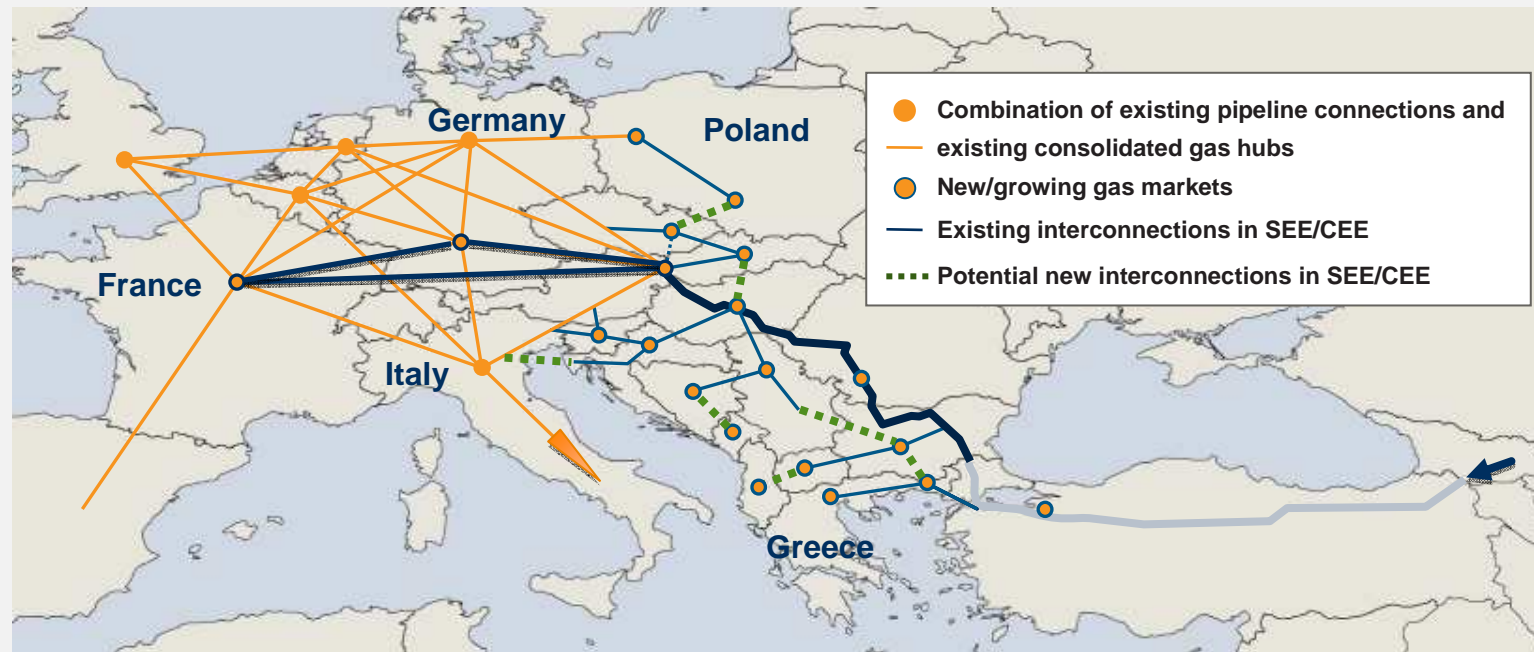 Germany
Poland
France
Italy
Greece
Combination of existing pipeline connections and
existing consolidated gas hubs
New/growing gas markets
Existing interconnections in SEE/CEE
Potential new interconnections in SEE/CEE